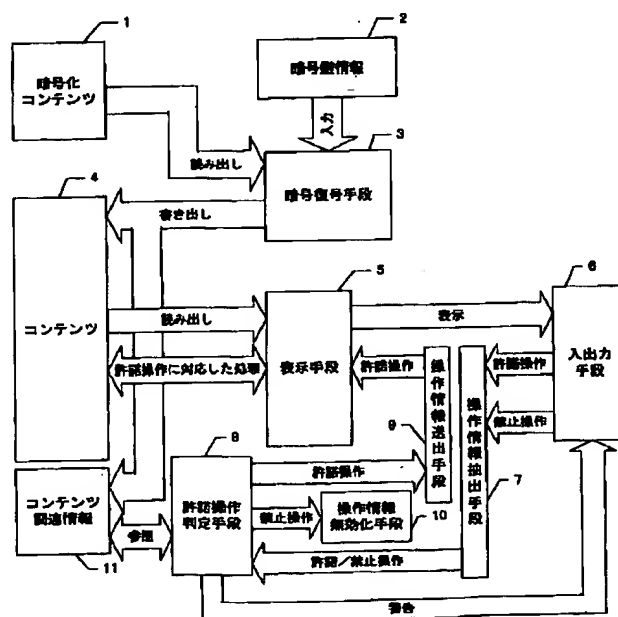 1
暗号化
コンテンツ
2
暗号鍵情報
入力
3
暗号復号手段
読み出し
書き出し
4
コンテンツ
読み出し
5
表示手段
表示
6
入出力
手段
許諾操作に対応した処理
許諾操作
操作情報送出手段
9
操作情報抽出手段
7
許諾操作
禁止操作
8
許諾操作
判定手段
許諾操作
禁止操作
操作情報
無効化手段
10
コンテンツ
関連情報
11
参照
許諾/禁止操作
警告